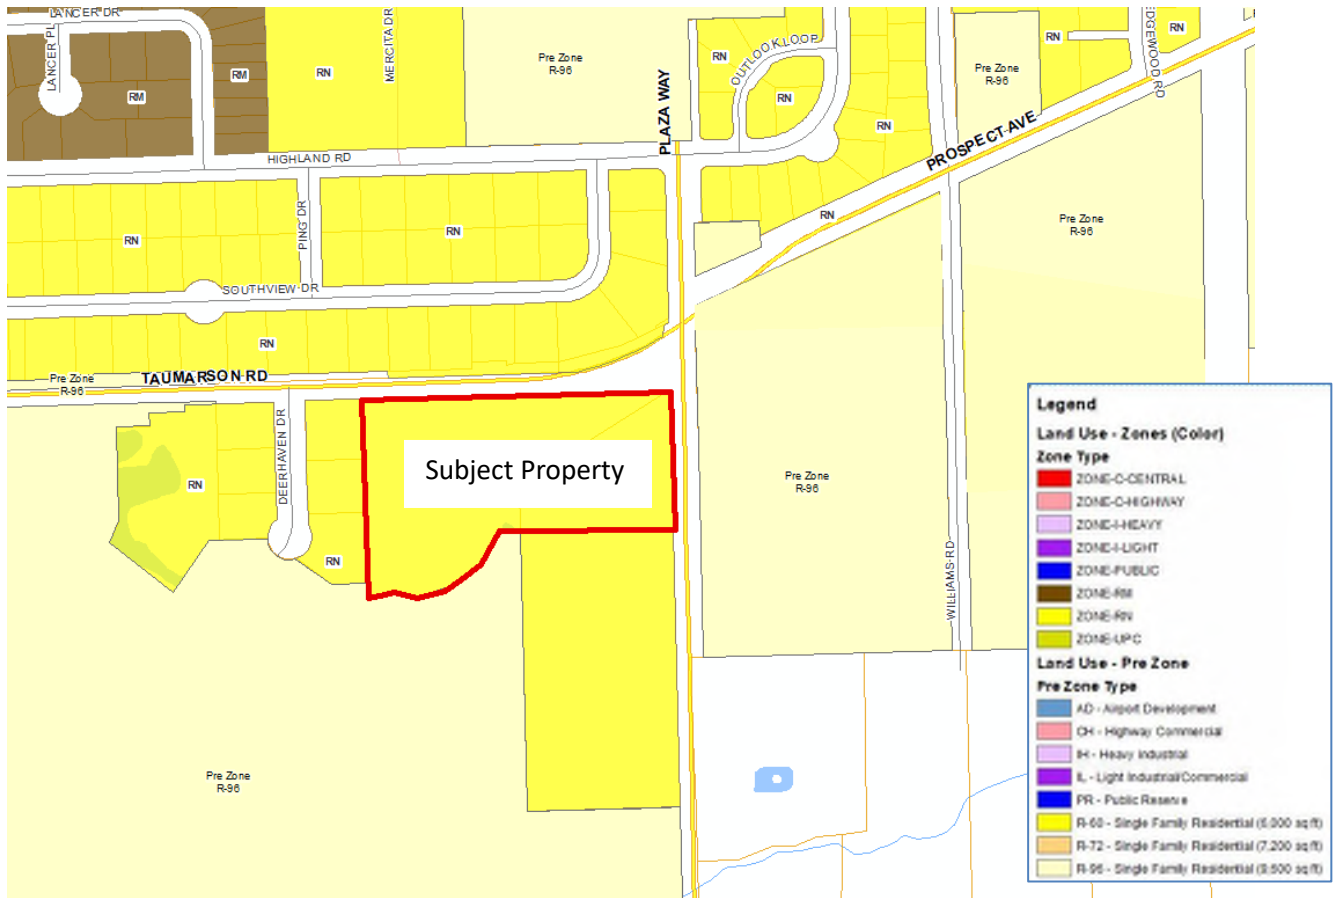 LANCER DR
LANCER PL
RM
RM
RN
MERCITA DR
Pre Zone
R-96
PLAZA WAY
RN
OUTLOOK LOOP
RN
RN
Pre Zone
R-96
RN
EDGEWOOD RD
RN
PROSPECT AVE
HIGHLAND RD
RN
PING DR
RN
RN
Pre Zone
R-96
SOUTHVIEW DR
RN
Pre Zone
R-96
TAUMARSON RD
DEERHAVEN DR
RN
RN
Subject Property
Pre Zone
R-96
WILLIAMS RD
Pre Zone
R-96
Legend
Land Use - Zones (Color)
Zone Type
ZONE-C-CENTRAL
ZONE-C-HIGHWAY
ZONE-I-HEAVY
ZONE-I-LIGHT
ZONE-PUBLIC
ZONE-RM
ZONE-RN
ZONE-UPC
Land Use - Pre Zone
Pre Zone Type
AD - Airport Development
CH - Highway Commercial
IH - Heavy Industrial
IL - Light Industrial/Commercial
PR - Public Reserve
R-60 - Single Family Residential (6,000 sq ft)
R-72 - Single Family Residential (7,200 sq ft)
R-96 - Single Family Residential (9,600 sq ft)